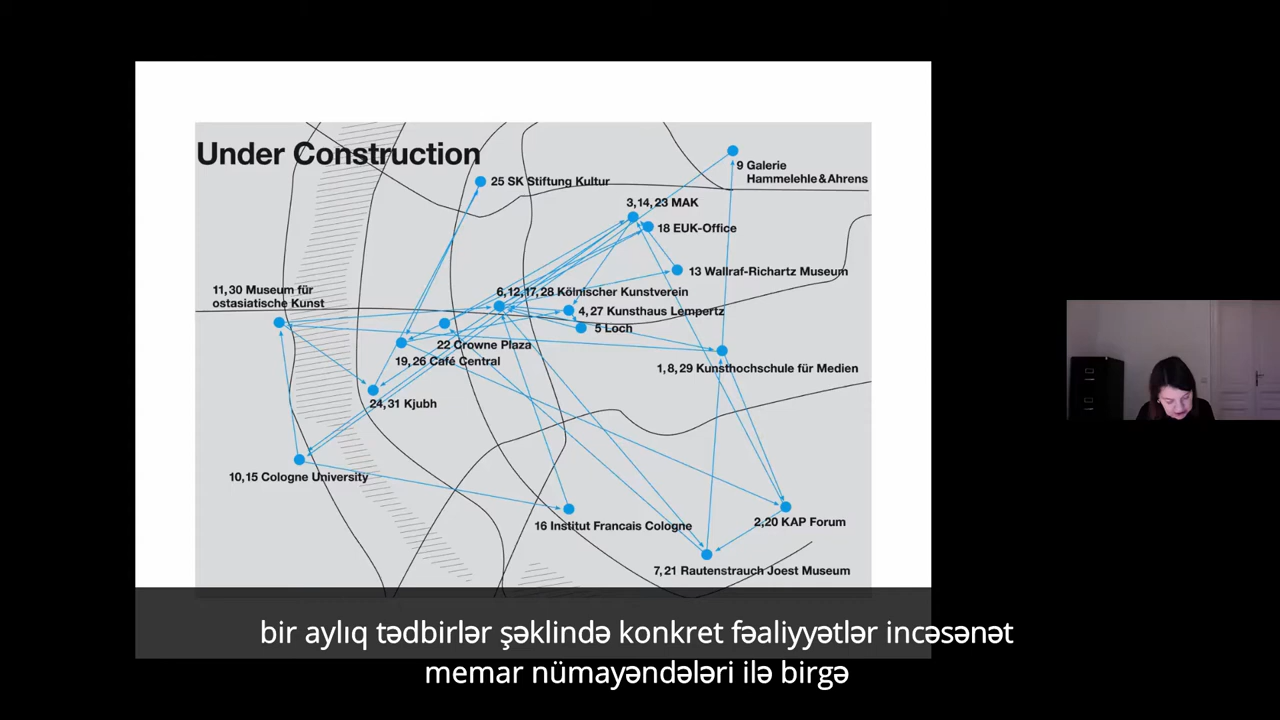 Under Construction
9 Galerie
Hammelehle & Ahrens
25 SK Stiftung Kultur
3, 14, 23 MAK
18 EUK-Office
13 Wallraf-Richartz Museum
11, 30 Museum für
ostasiatische Kunst
6, 12, 17, 28 Kölnischer Kunstverein
4, 27 Kunsthaus Lempertz
5 Loch
22 Crowne Plaza
19, 26 Café Central
1, 8, 29 Kunsthochschule für Medien
24, 31 Kjubh
10, 15 Cologne University
16 Institut Francais Cologne
2, 20 KAP Forum
7, 21 Rautenstrauch Joest Museum
bir aylıq tədbirlər şəklində konkret fəaliyyətlər incəsənət
memar nümayəndələri ilə birgə